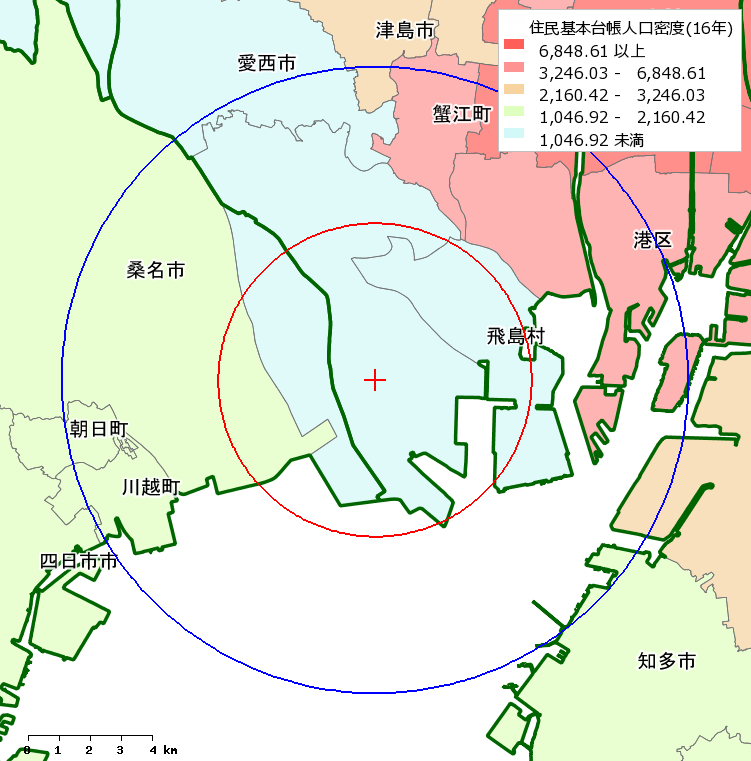 住民基本台帳人口密度(16年)
6,848.61 以上
3,246.03 - 6,848.61
2,160.42 - 3,246.03
1,046.92 - 2,160.42
1,046.92 未満
津島市
愛西市
蟹江町
港区
桑名市
飛島村
朝日町
川越町
四日市市
知多市
0 1 2 3 4 km